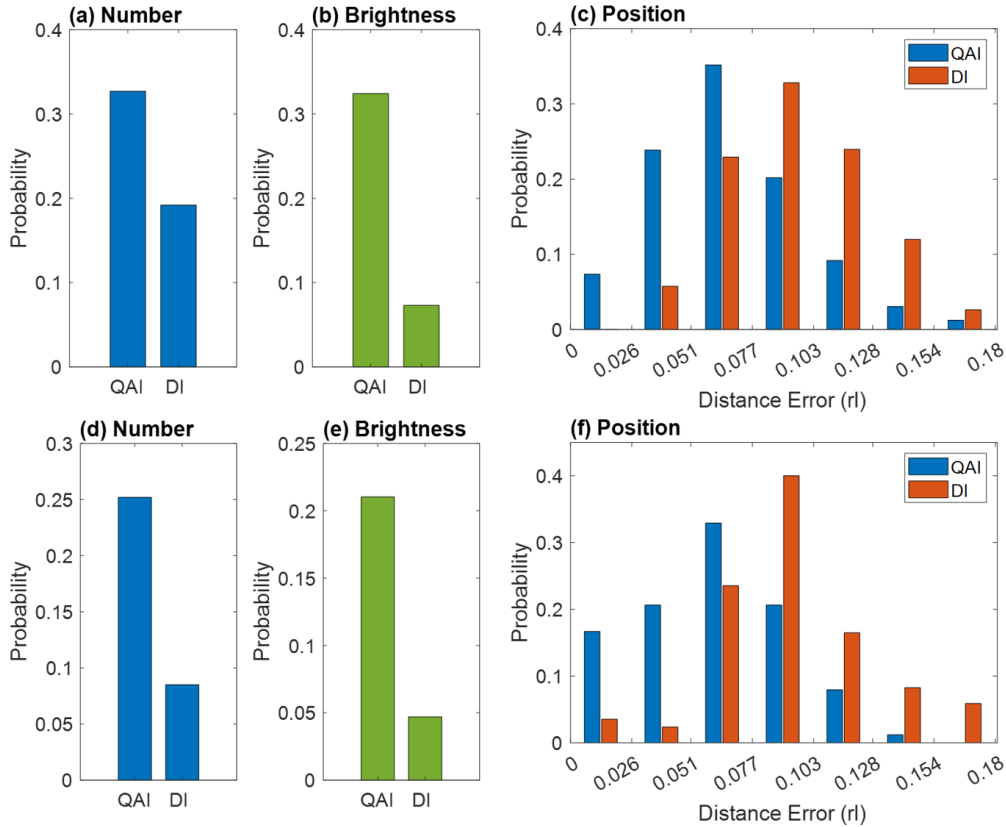 (a) Number
Probability
0.4
0.3
0.2
0.1
0
QAI DI
(b) Brightness
Probability
0.4
0.3
0.2
0.1
0
QAI DI
(c) Position
Probability
0.4
0.3
0.2
0.1
0
QAI
DI
0 0.026 0.051 0.077 0.103 0.128 0.154 0.18
Distance Error (rl)
(d) Number
Probability
0.3
0.25
0.2
0.15
0.1
0.05
0
QAI DI
(e) Brightness
Probability
0.25
0.2
0.15
0.1
0.05
0
QAI DI
(f) Position
Probability
0.4
0.3
0.2
0.1
0
QAI
DI
0 0.026 0.051 0.077 0.103 0.128 0.154 0.18
Distance Error (rl)